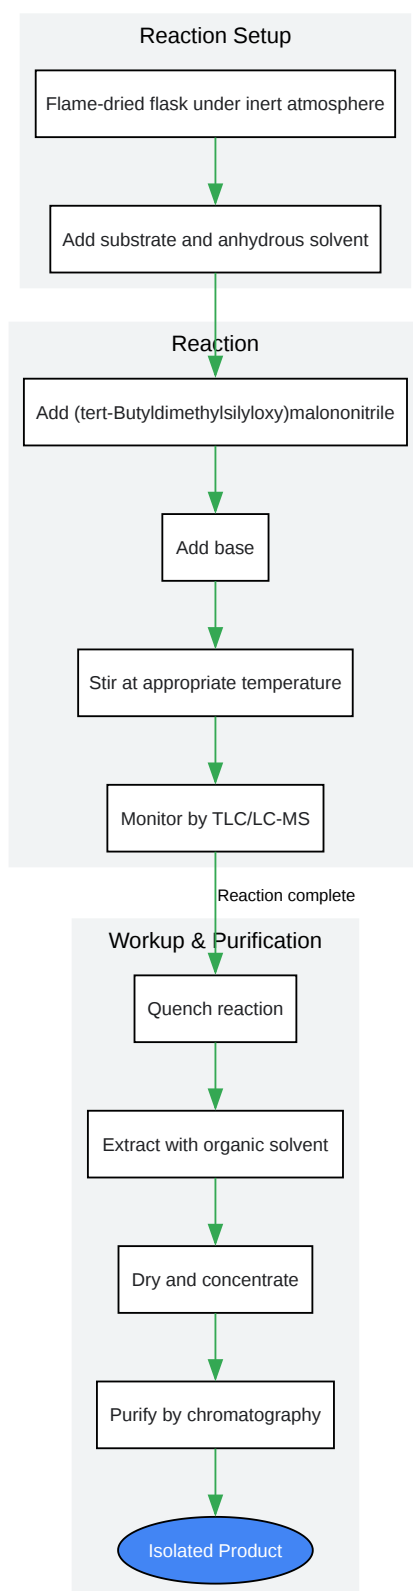 Reaction Setup
Flame-dried flask under inert atmosphere
Add substrate and anhydrous solvent
Reaction
Add (tert-Butyldimethylsilyloxy)malononitrile
Add base
Stir at appropriate temperature
Monitor by TLC/LC-MS
Reaction complete
Workup & Purification
Quench reaction
Extract with organic solvent
Dry and concentrate
Purify by chromatography
Isolated Product